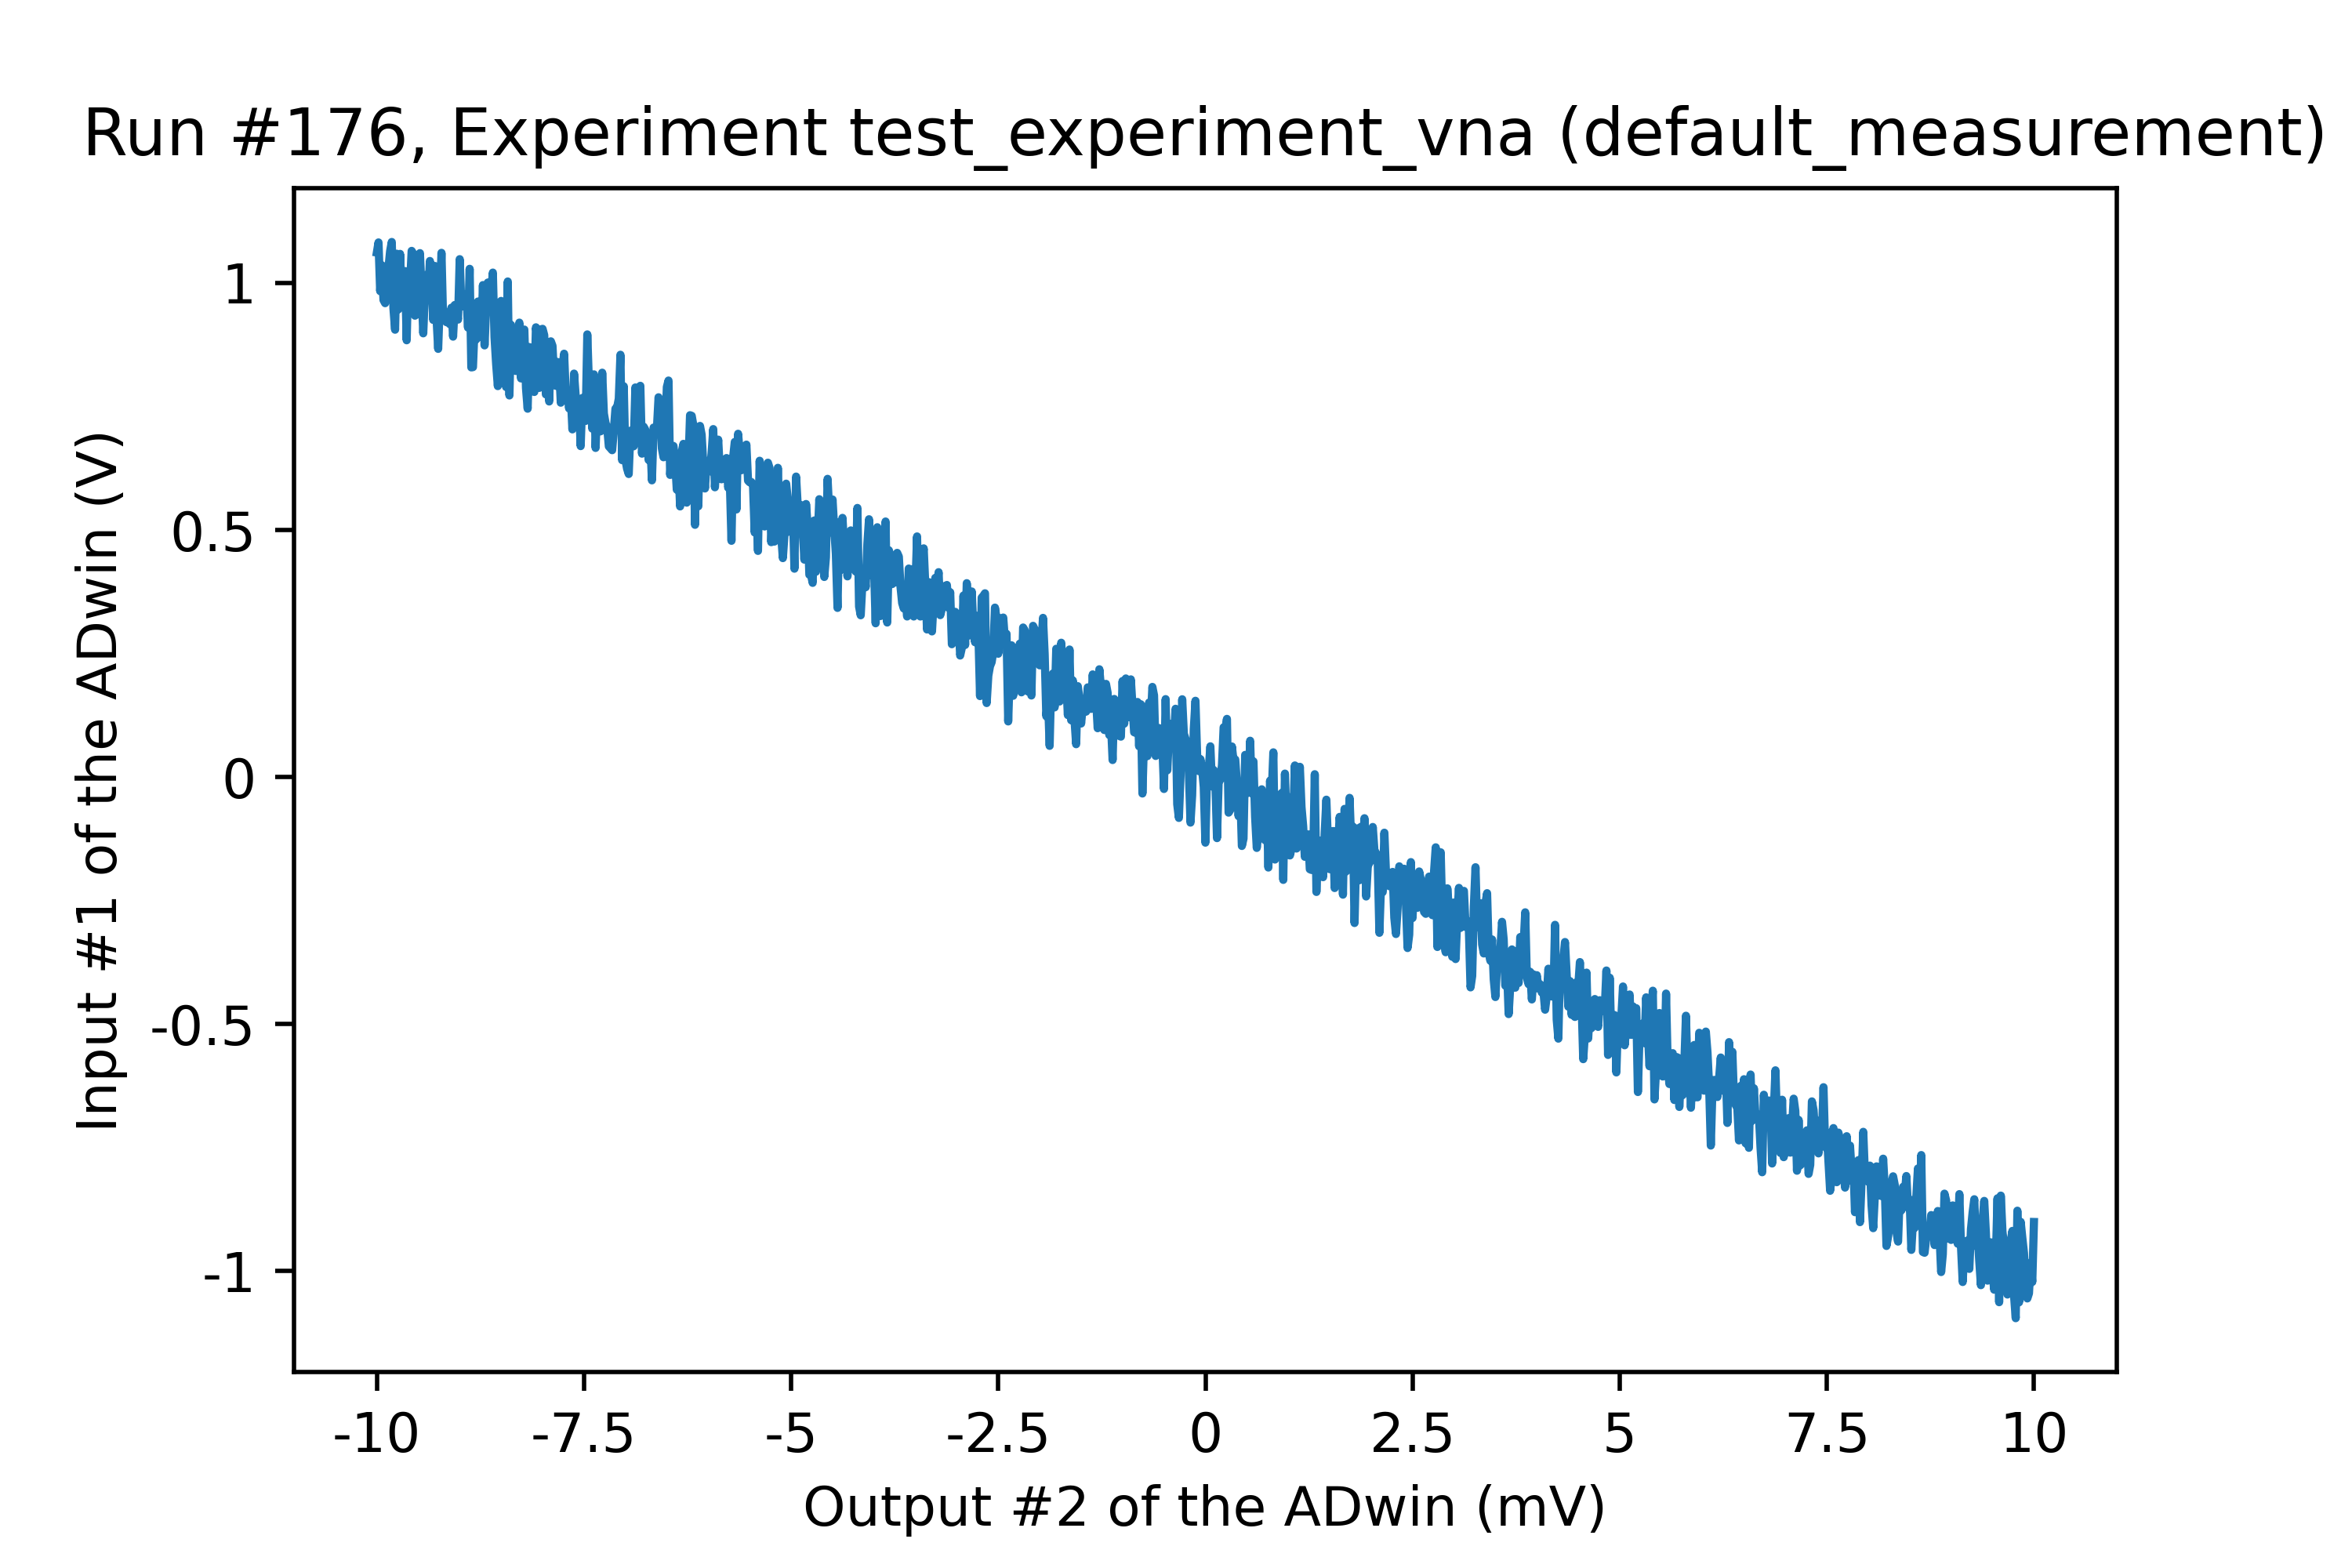 Run #176, Experiment test_experiment_vna (default_measurement)
Input #1 of the ADwin (V)
1
0.5
0
-0.5
-1
-10 -7.5 -5 -2.5 0 2.5 5 7.5 10
Output #2 of the ADwin (mV)